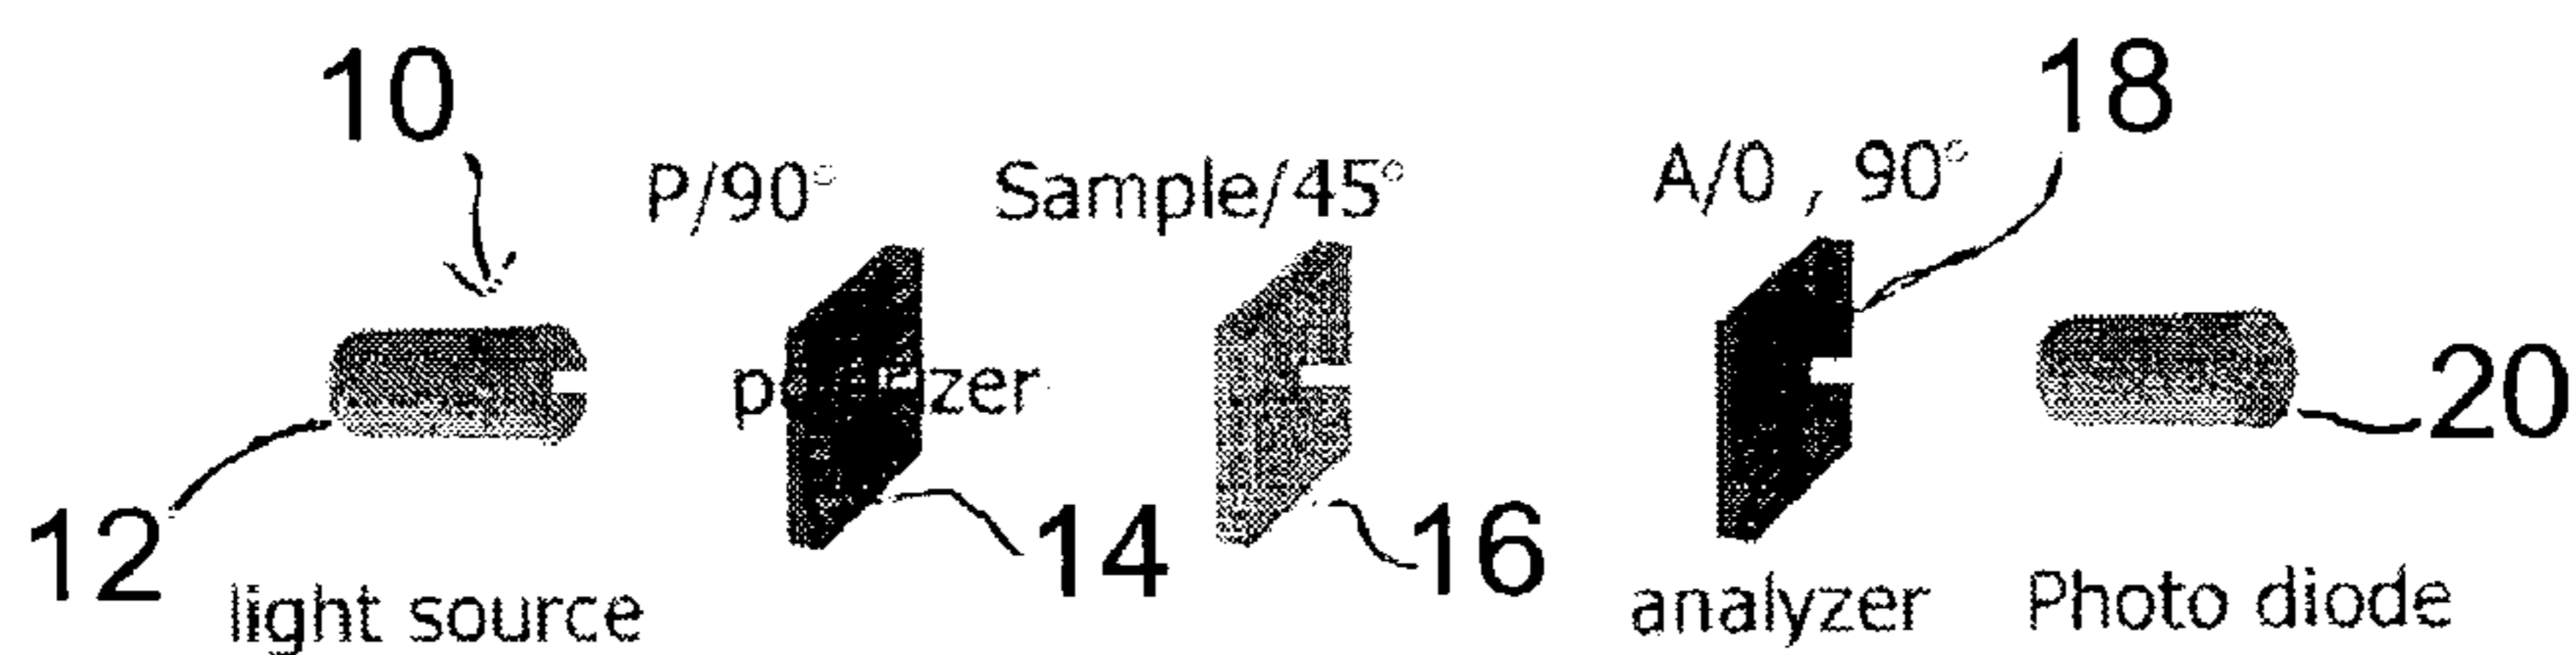 10
18
P/90°
Sample/45°
A/0 , 90°
20
12
14
16
light source
analyzer
Photo diode